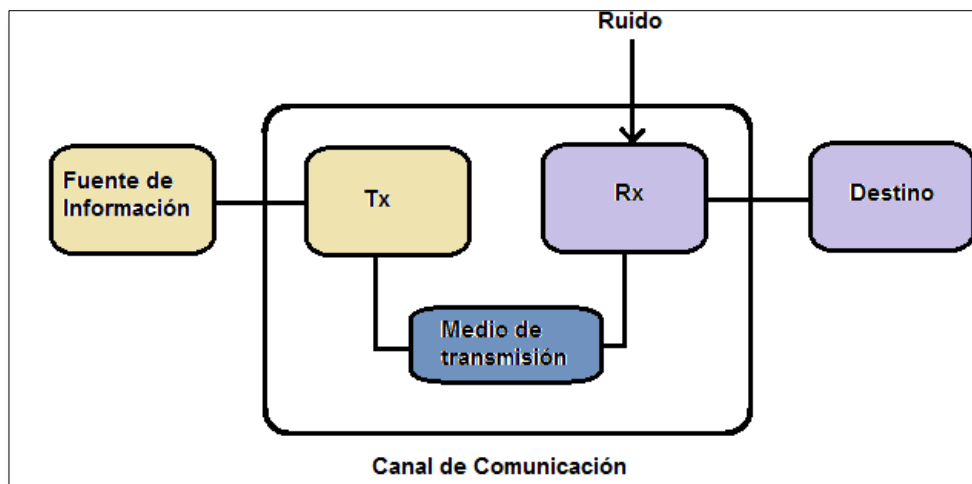 Ruido
Fuente de
Información
Tx
Rx
Destino
Medio de
transmisión
Canal de Comunicación